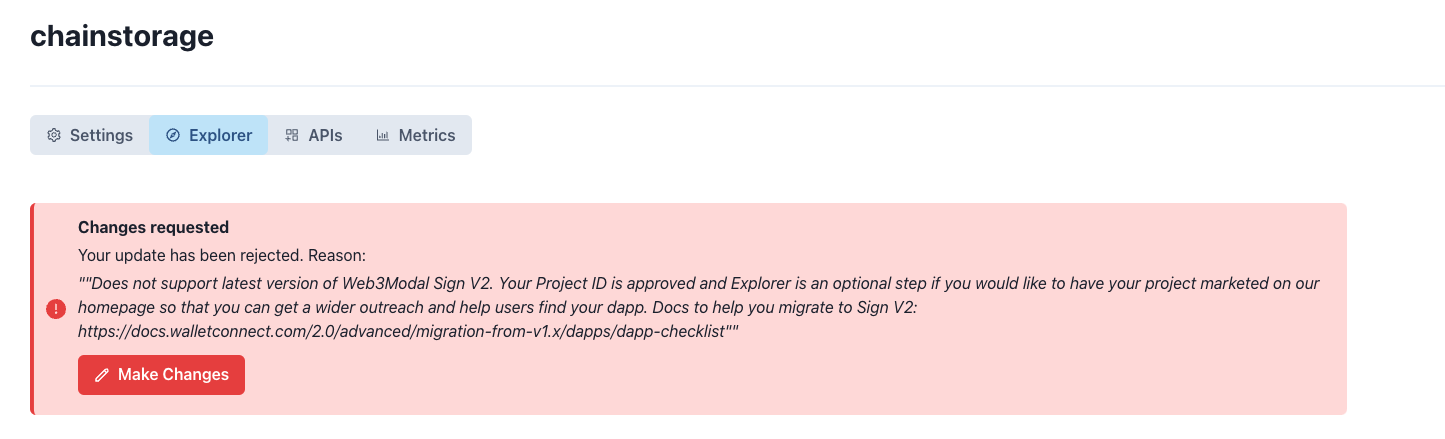 chainstorage
Settings
Explorer
APIs
Metrics
Changes requested
Your update has been rejected. Reason:
""Does not support latest version of Web3Modal Sign V2. Your Project ID is approved and Explorer is an optional step if you would like to have your project marketed on our
homepage so that you can get a wider outreach and help users find your dapp. Docs to help you migrate to Sign V2:
https://docs.walletconnect.com/2.0/advanced/migration-from-v1.x/dapps/dapp-checklist""
Make Changes